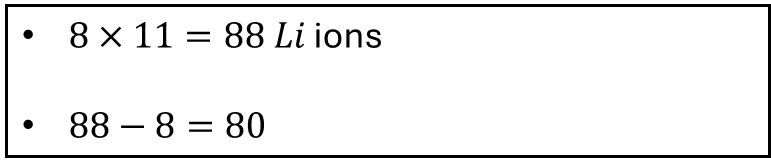 • 8 × 11 = 88 Li ions
• 88 − 8 = 80